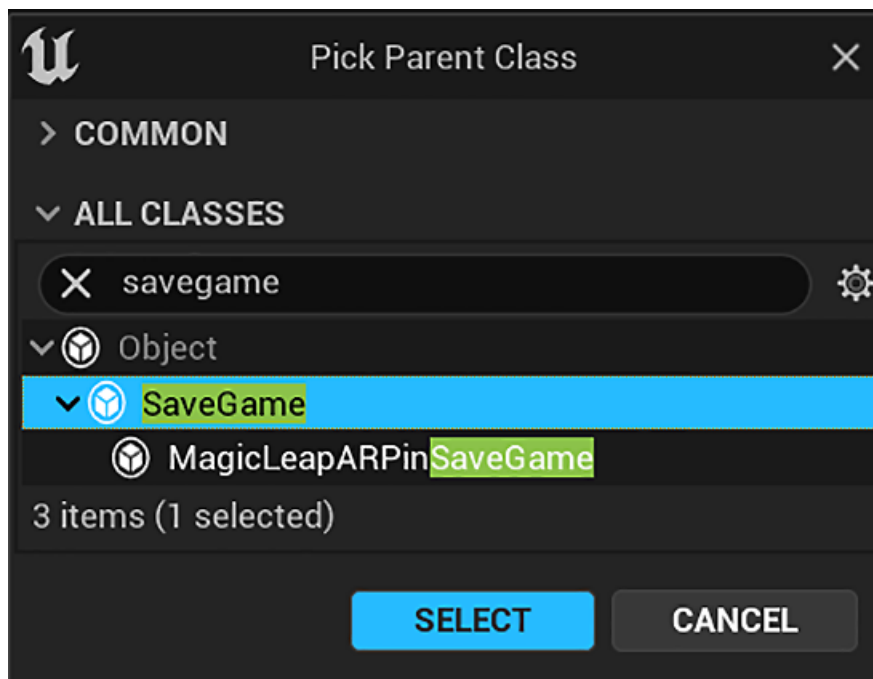 Pick Parent Class
COMMON
ALL CLASSES
savegame
Object
SaveGame
MagicLeapARPinSaveGame
3 items (1 selected)
SELECT CANCEL